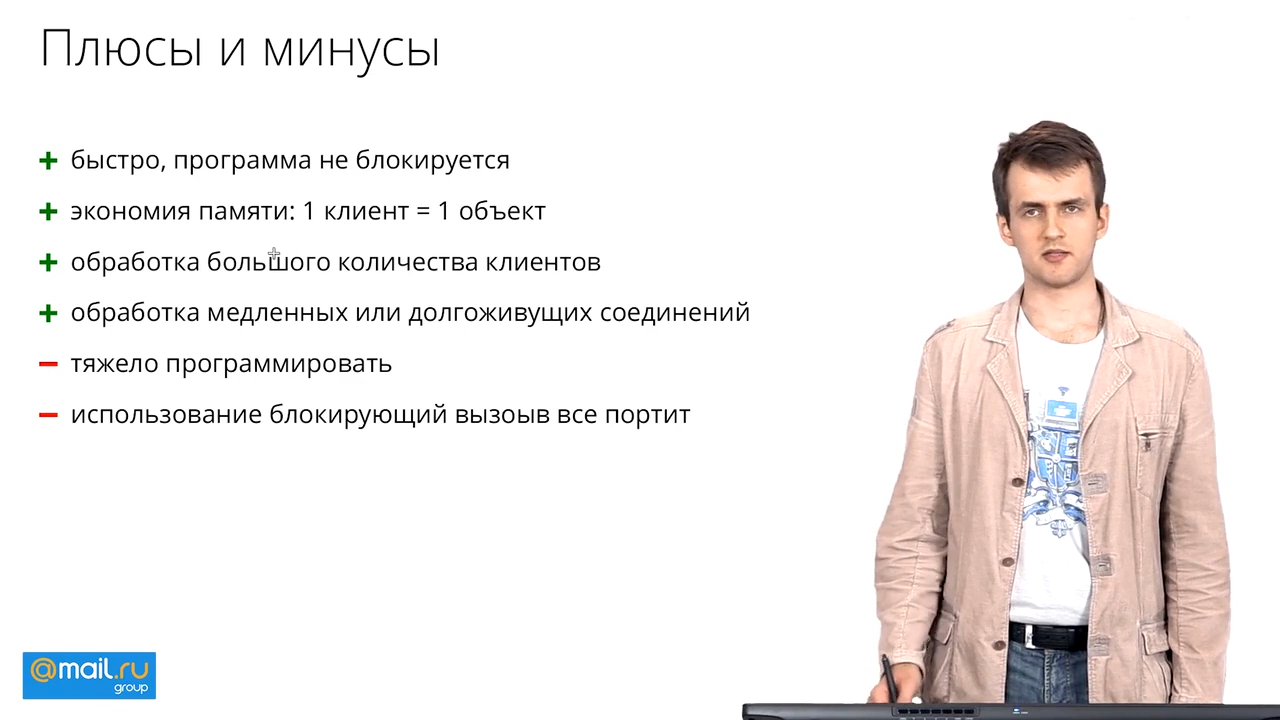 Плюсы и минусы
+ быстро, программа не блокируется
+ экономия памяти: 1 клиент = 1 объект
+ обработка большого количества клиентов
+ обработка медленных или долгоживущих соединений
− тяжело программировать
− использование блокирующий вызоыв все портит
@mail.ru
group